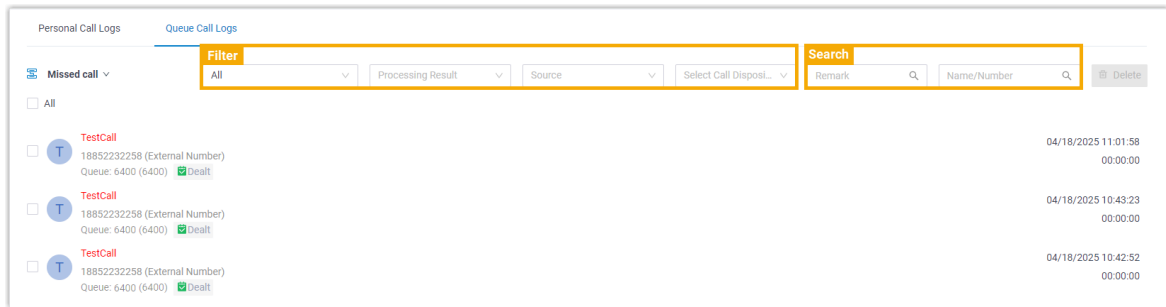 Personal Call Logs Queue Call Logs
Filter Search
Missed call All Processing Result Source Select Call Disposi... Remark Name/Number Delete
All
TestCall 04/18/2025 11:01:58
T 18852232258 (External Number) 00:00:00
Queue: 6400 (6400) Dealt
TestCall 04/18/2025 10:43:23
T 18852232258 (External Number) 00:00:00
Queue: 6400 (6400) Dealt
TestCall 04/18/2025 10:42:52
T 18852232258 (External Number) 00:00:00
Queue: 6400 (6400) Dealt